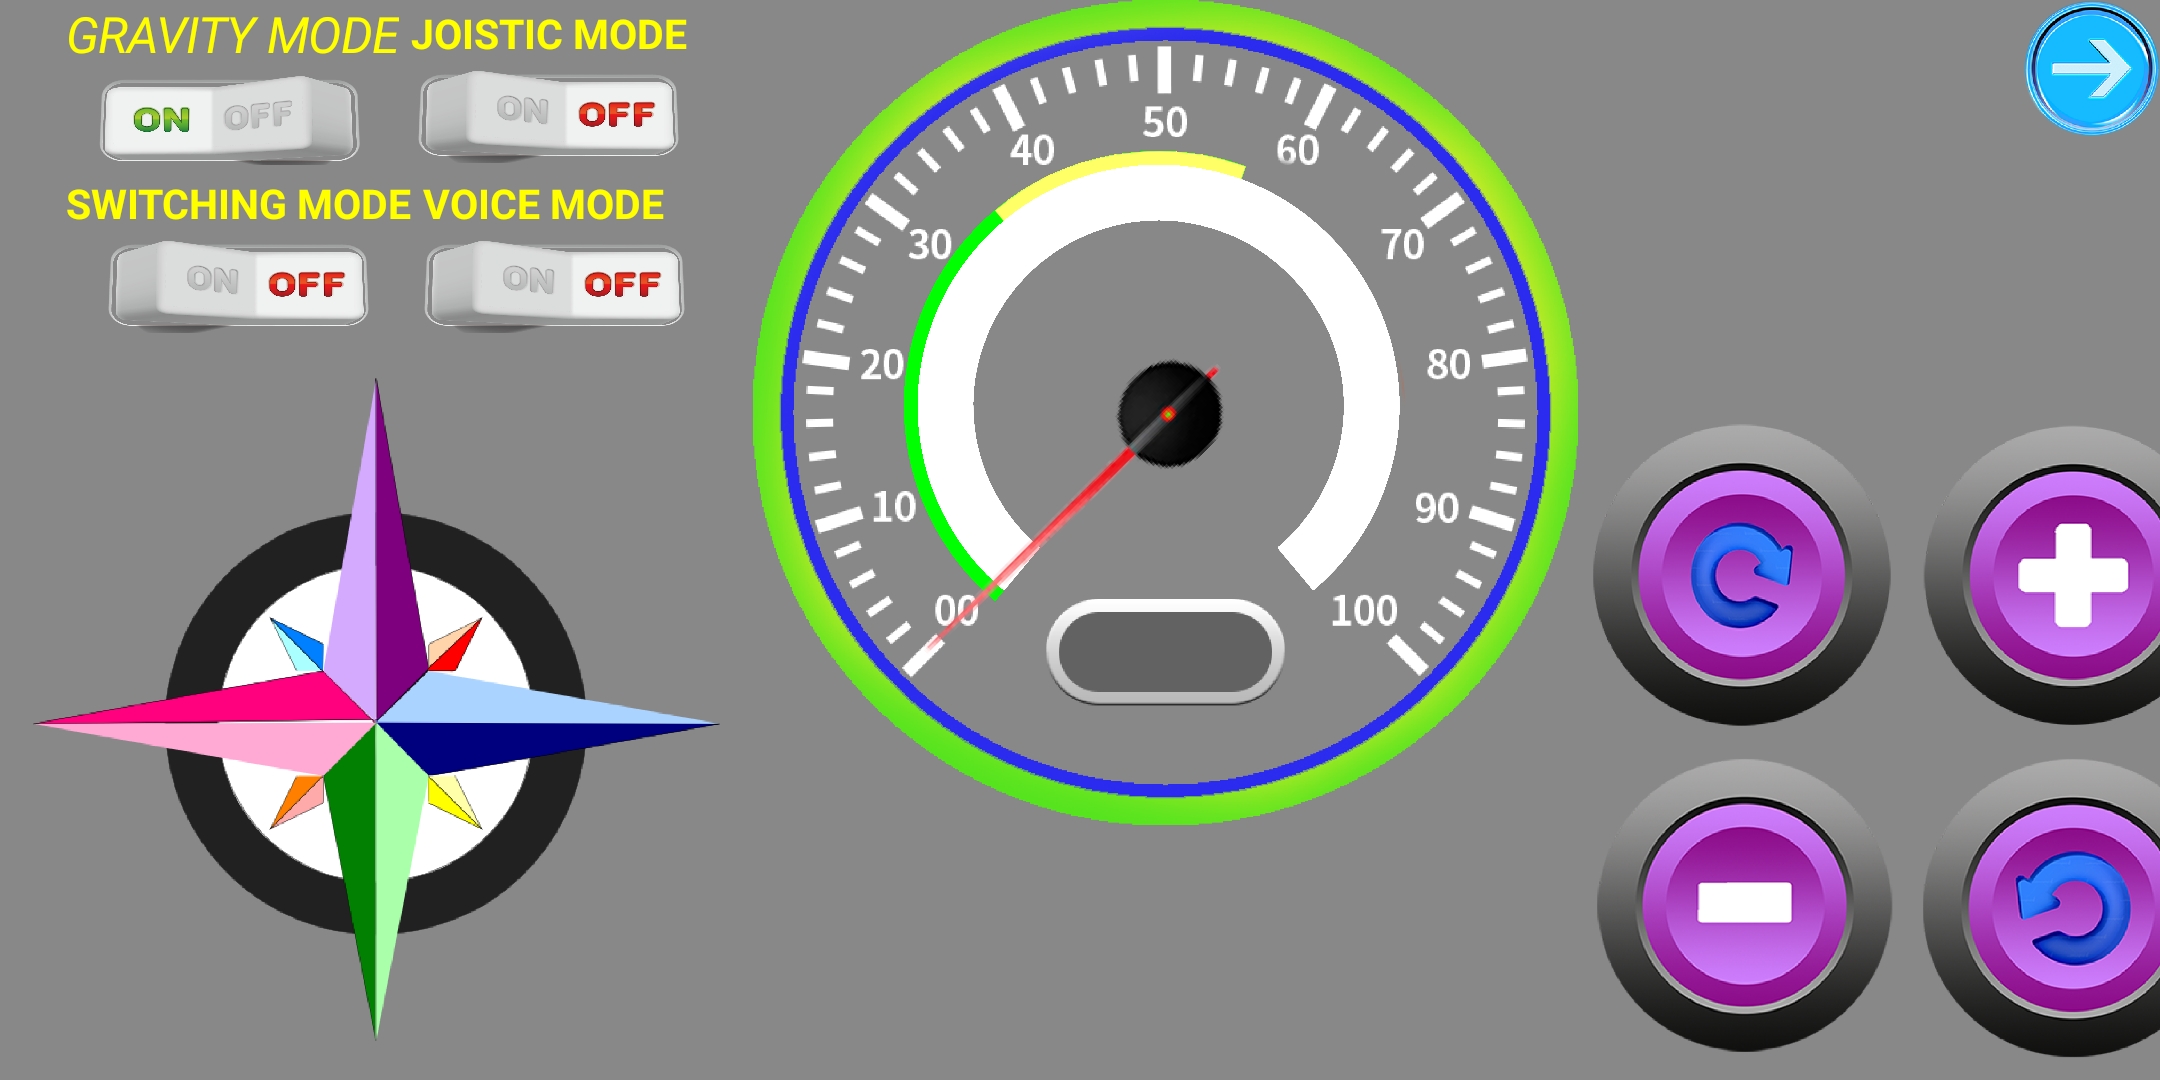 GRAVITY MODE JOISTIC MODE
ON OFF ON OFF
SWITCHING MODE VOICE MODE
ON OFF ON OFF
50
40 60
30 70
20 80
10 90
00 100